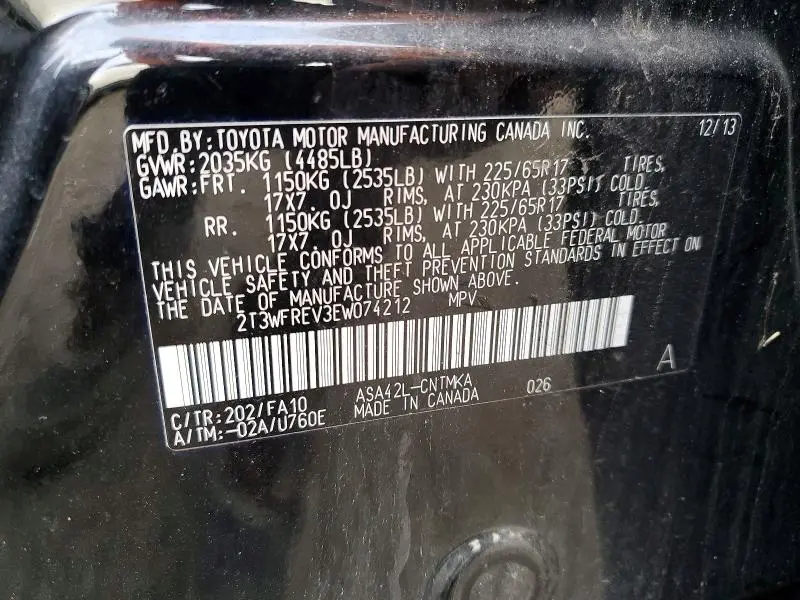 MFD.BY:TOYOTA MOTOR MANUFACTURING CANADA INC. 12/13
GVWR:2035KG (4485LB)
GAWR:FRT. 1150KG (2535LB) WITH 225/65R17 TIRES,
17X7. 0J RIMS, AT 230KPA (33PSI) COLD.
RR. 1150KG (2535LB) WITH 225/65R17 TIRES,
17X7. 0J RIMS, AT 230KPA (33PSI) COLD.
THIS VEHICLE CONFORMS TO ALL APPLICABLE FEDERAL MOTOR
VEHICLE SAFETY AND THEFT PREVENTION STANDARDS IN EFFECT ON
THE DATE OF MANUFACTURE SHOWN ABOVE.
2T3WFREV3EW074212 MPV
A
C/TR:202/FA10 ASA42L-CNTMKA 026
A/TM:-02A/U760E MADE IN CANADA